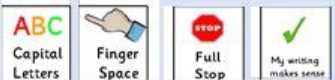 ABC
Capital
Letters
Finger
Space
STOP
Full
Stop
My writing
makes sense